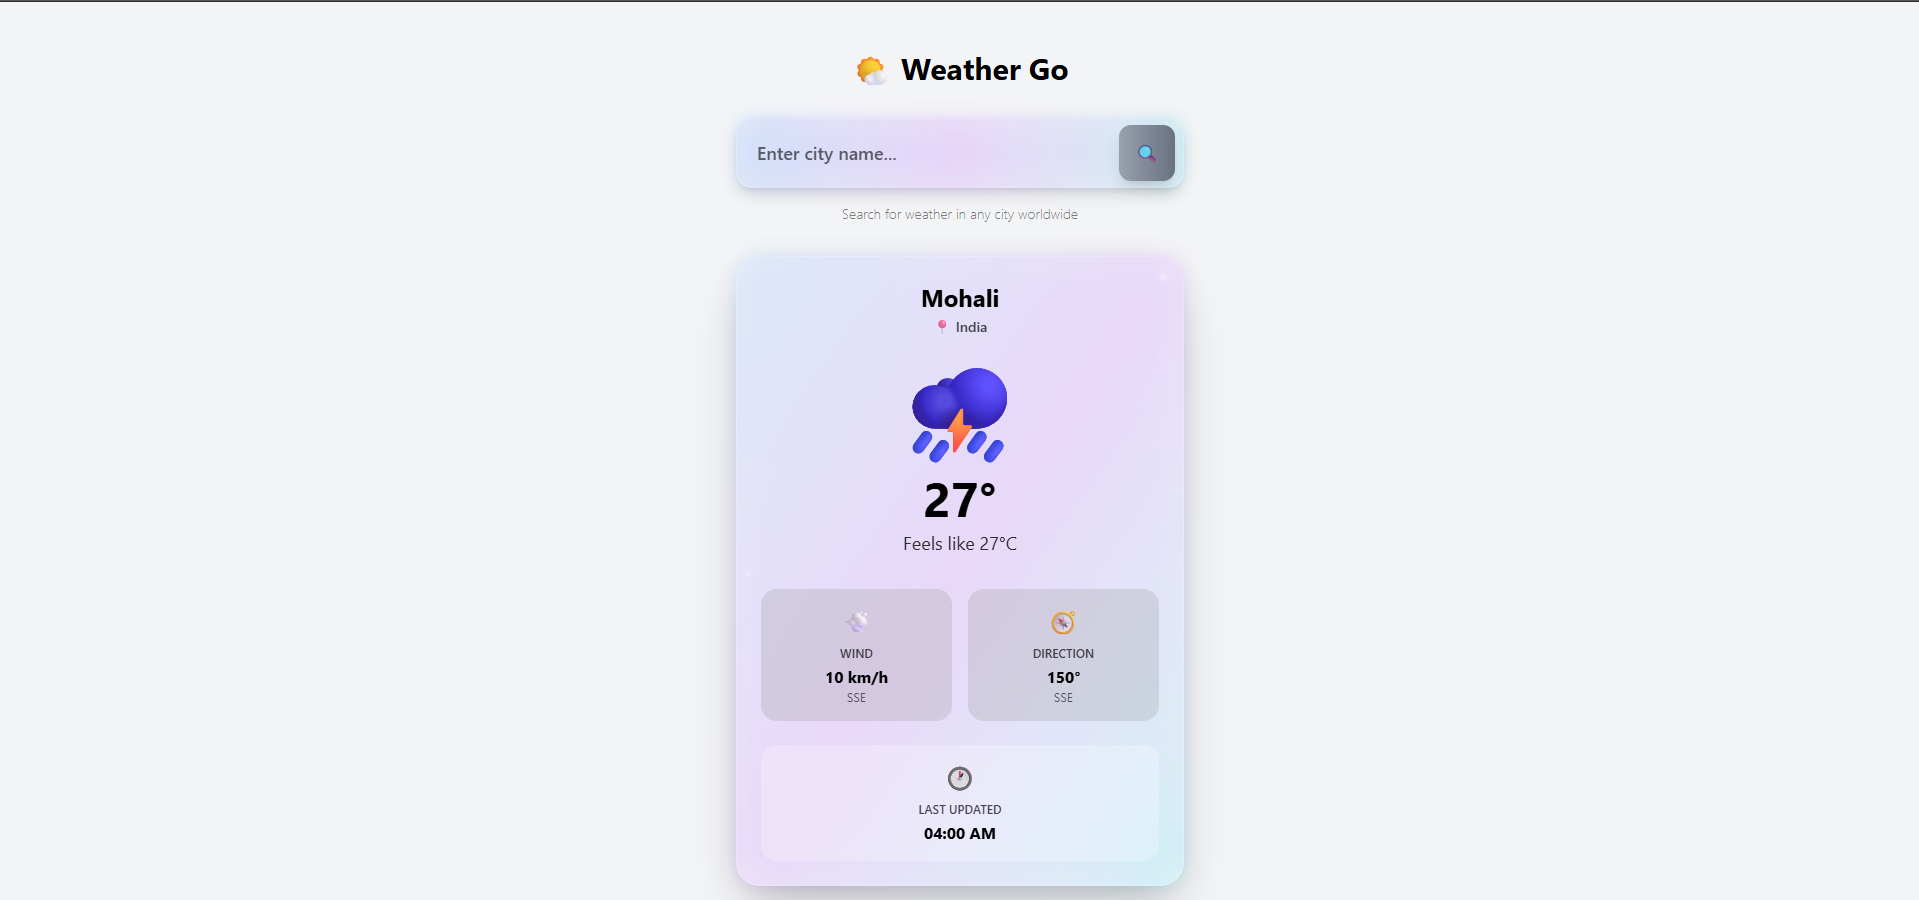 Weather Go
Enter city name...
Search for weather in any city worldwide
Mohali
India
27°
Feels like 27°C
WIND
10 km/h
SSE
DIRECTION
150°
SSE
LAST UPDATED
04:00 AM